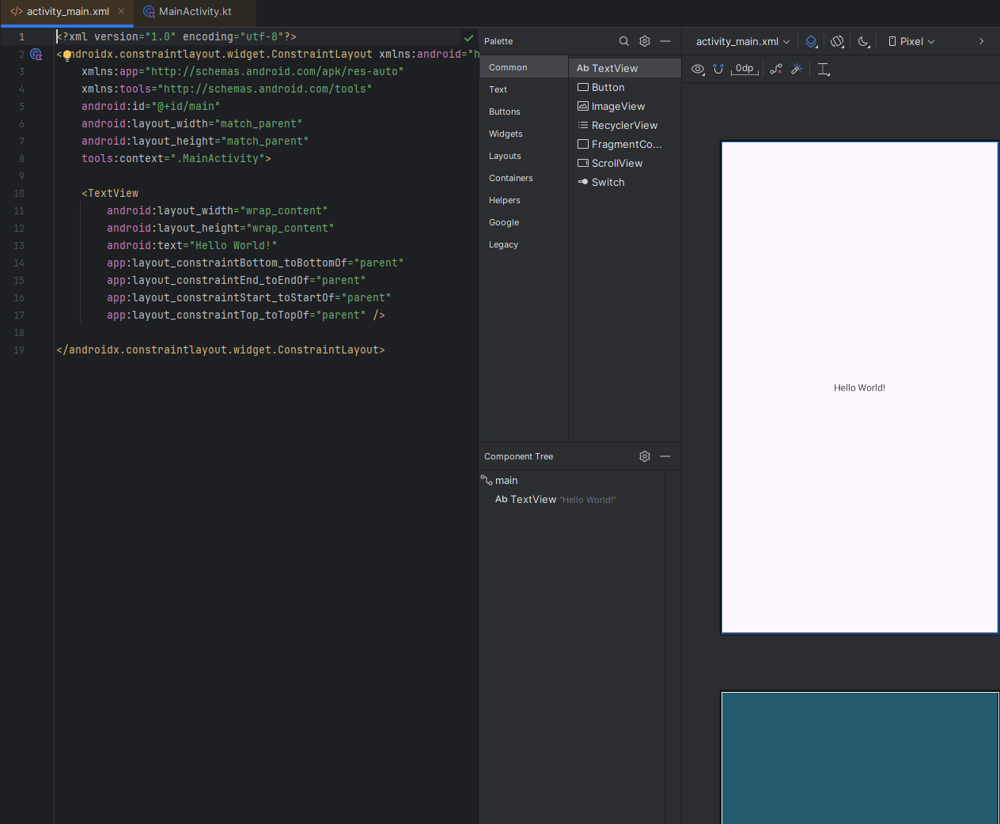 activity_main.xml
MainActivity.kt
1 <?xml version="1.0" encoding="utf-8"?>
2 <androidx.constraintlayout.widget.ConstraintLayout xmlns:android="h
3 xmlns:app="http://schemas.android.com/apk/res-auto"
4 xmlns:tools="http://schemas.android.com/tools"
5 android:id="@+id/main"
6 android:layout_width="match_parent"
7 android:layout_height="match_parent"
8 tools:context=".MainActivity">
9
10 <TextView
11 android:layout_width="wrap_content"
12 android:layout_height="wrap_content"
13 android:text="Hello World!"
14 app:layout_constraintBottom_toBottomOf="parent"
15 app:layout_constraintEnd_toEndOf="parent"
16 app:layout_constraintStart_toStartOf="parent"
17 app:layout_constraintTop_toTopOf="parent" />
18
19 </androidx.constraintlayout.widget.ConstraintLayout>
Palette
Common
Text
Buttons
Widgets
Layouts
Containers
Helpers
Google
Legacy
Ab TextView
Button
ImageView
RecyclerView
FragmentCo...
ScrollView
Switch
Component Tree
main
Ab TextView "Hello World!"
activity_main.xml
Pixel
0dp
Hello World!